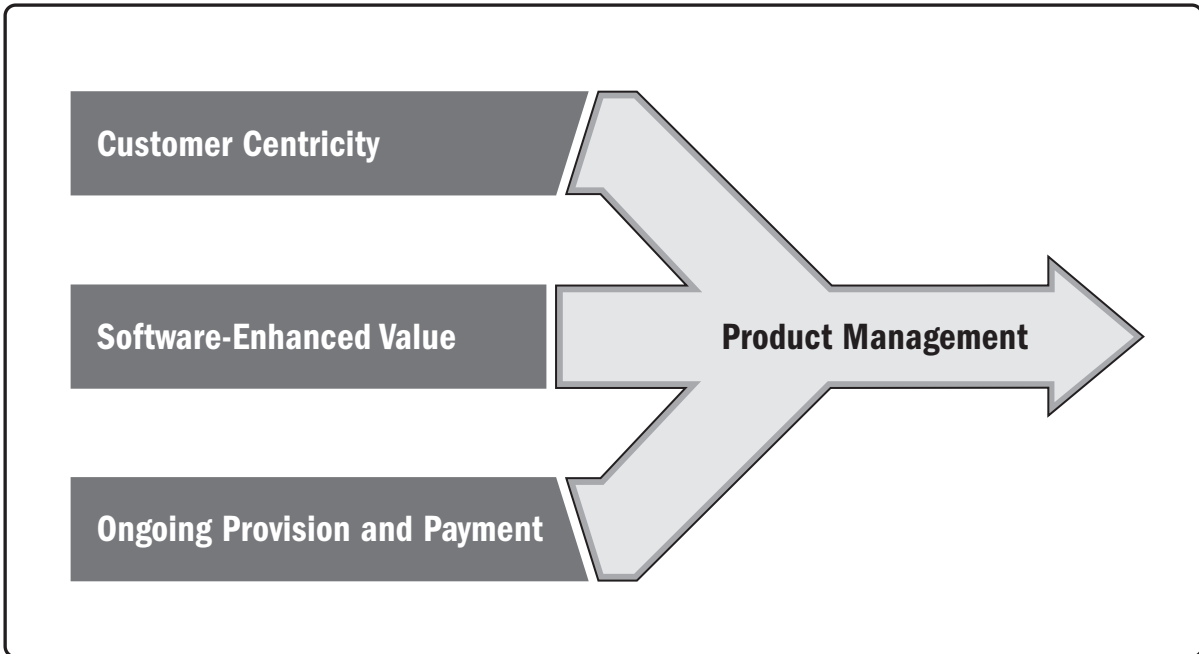 Customer Centricity
Software-Enhanced Value
Product Management
Ongoing Provision and Payment